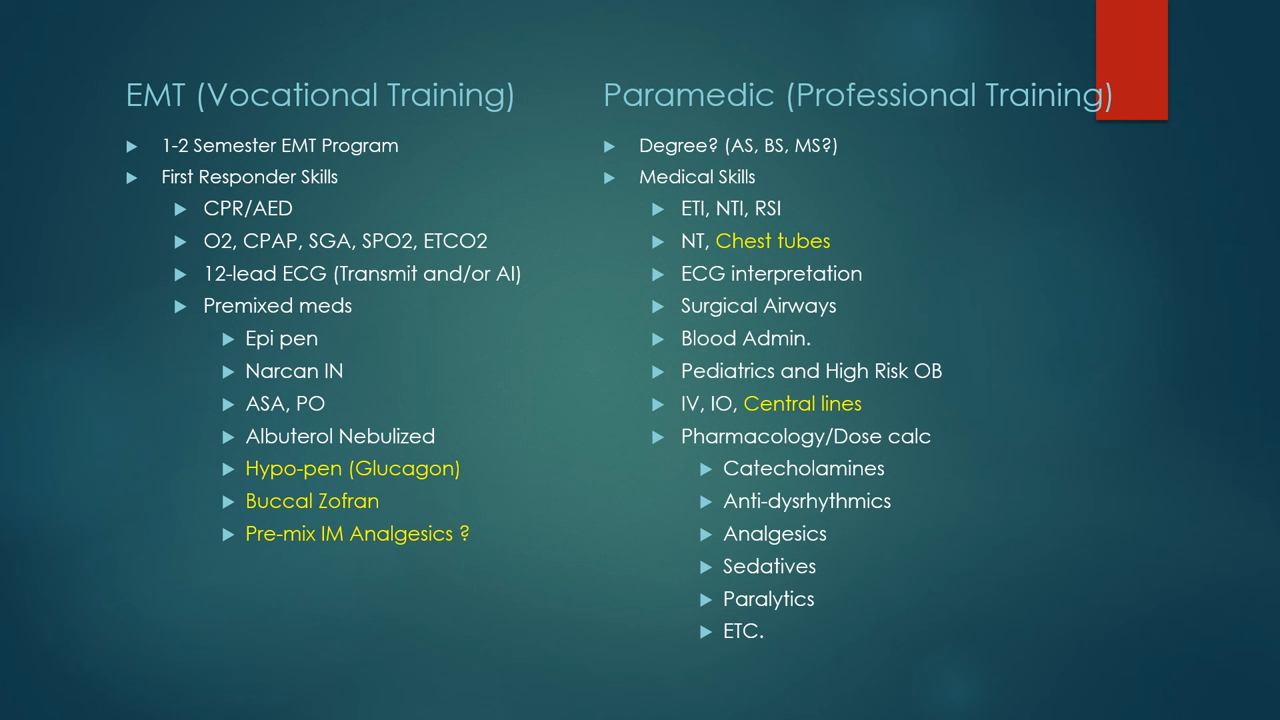 EMT (Vocational Training)
1-2 Semester EMT Program
First Responder Skills
CPR/AED
O2, CPAP, SGA, SPO2, ETCO2
12-lead ECG (Transmit and/or AI)
Premixed meds
Epi pen
Narcan IN
ASA, PO
Albuterol Nebulized
Hypo-pen (Glucagon)
Buccal Zofran
Pre-mix IM Analgesics ?
Paramedic (Professional Training)
Degree? (AS, BS, MS?)
Medical Skills
ETI, NTI, RSI
NT, Chest tubes
ECG interpretation
Surgical Airways
Blood Admin.
Pediatrics and High Risk OB
IV, IO, Central lines
Pharmacology/Dose calc
Catecholamines
Anti-dysrhythmics
Analgesics
Sedatives
Paralytics
ETC.